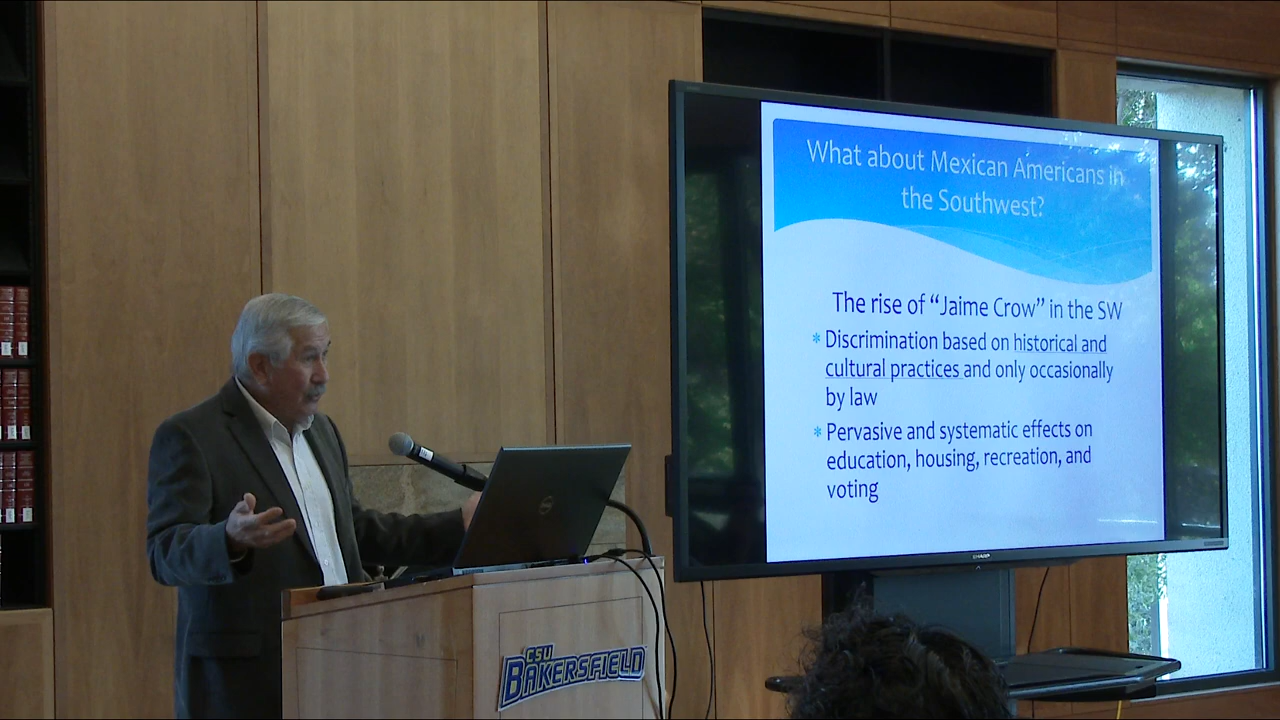 What about Mexican Americans in
the Southwest?
The rise of “Jaime Crow” in the SW
* Discrimination based on historical and
cultural practices and only occasionally
by law
* Pervasive and systematic effects on
education, housing, recreation, and
voting
SHARP
DELL
CSU
BAKERSFIELD